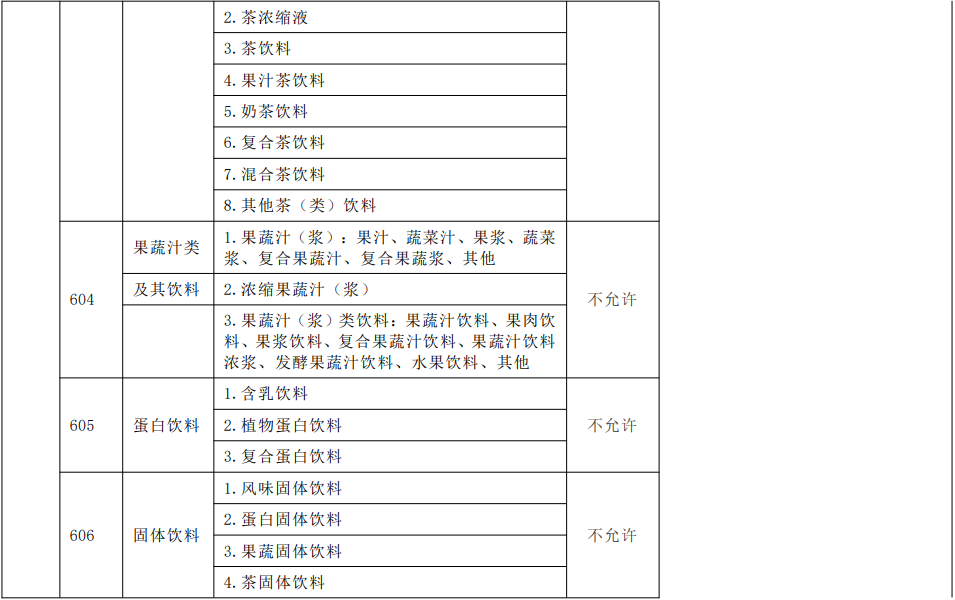 2.茶浓缩液
3.茶饮料
4.果汁茶饮料
5.奶茶饮料
6.复合茶饮料
7.混合茶饮料
8.其他茶（类）饮料
604
果蔬汁类
1.果蔬汁（浆）：果汁、蔬菜汁、果浆、蔬菜
浆、复合果蔬汁、复合果蔬浆、其他
不允许
及其饮料
2.浓缩果蔬汁（浆）
3.果蔬汁（浆）类饮料：果蔬汁饮料、果肉饮
料、果浆饮料、复合果蔬汁饮料、果蔬汁饮料
浓浆、发酵果蔬汁饮料、水果饮料、其他
605
蛋白饮料
1.含乳饮料
2.植物蛋白饮料
3.复合蛋白饮料
不允许
606
固体饮料
1.风味固体饮料
2.蛋白固体饮料
3.果蔬固体饮料
4.茶固体饮料
不允许